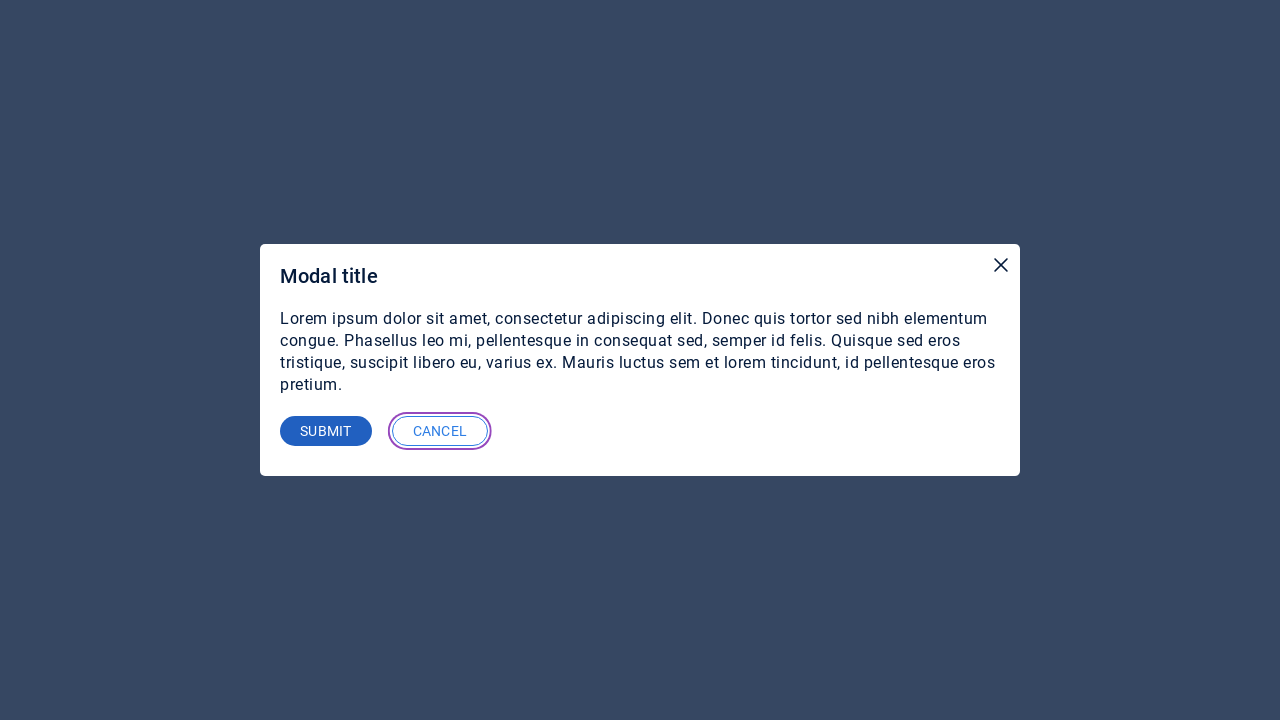 Modal title
Lorem ipsum dolor sit amet, consectetur adipiscing elit. Donec quis tortor sed nibh elementum
congue. Phasellus leo mi, pellentesque in consequat sed, semper id felis. Quisque sed eros
tristique, suscipit libero eu, varius ex. Mauris luctus sem et lorem tincidunt, id pellentesque eros
pretium.
SUBMIT CANCEL